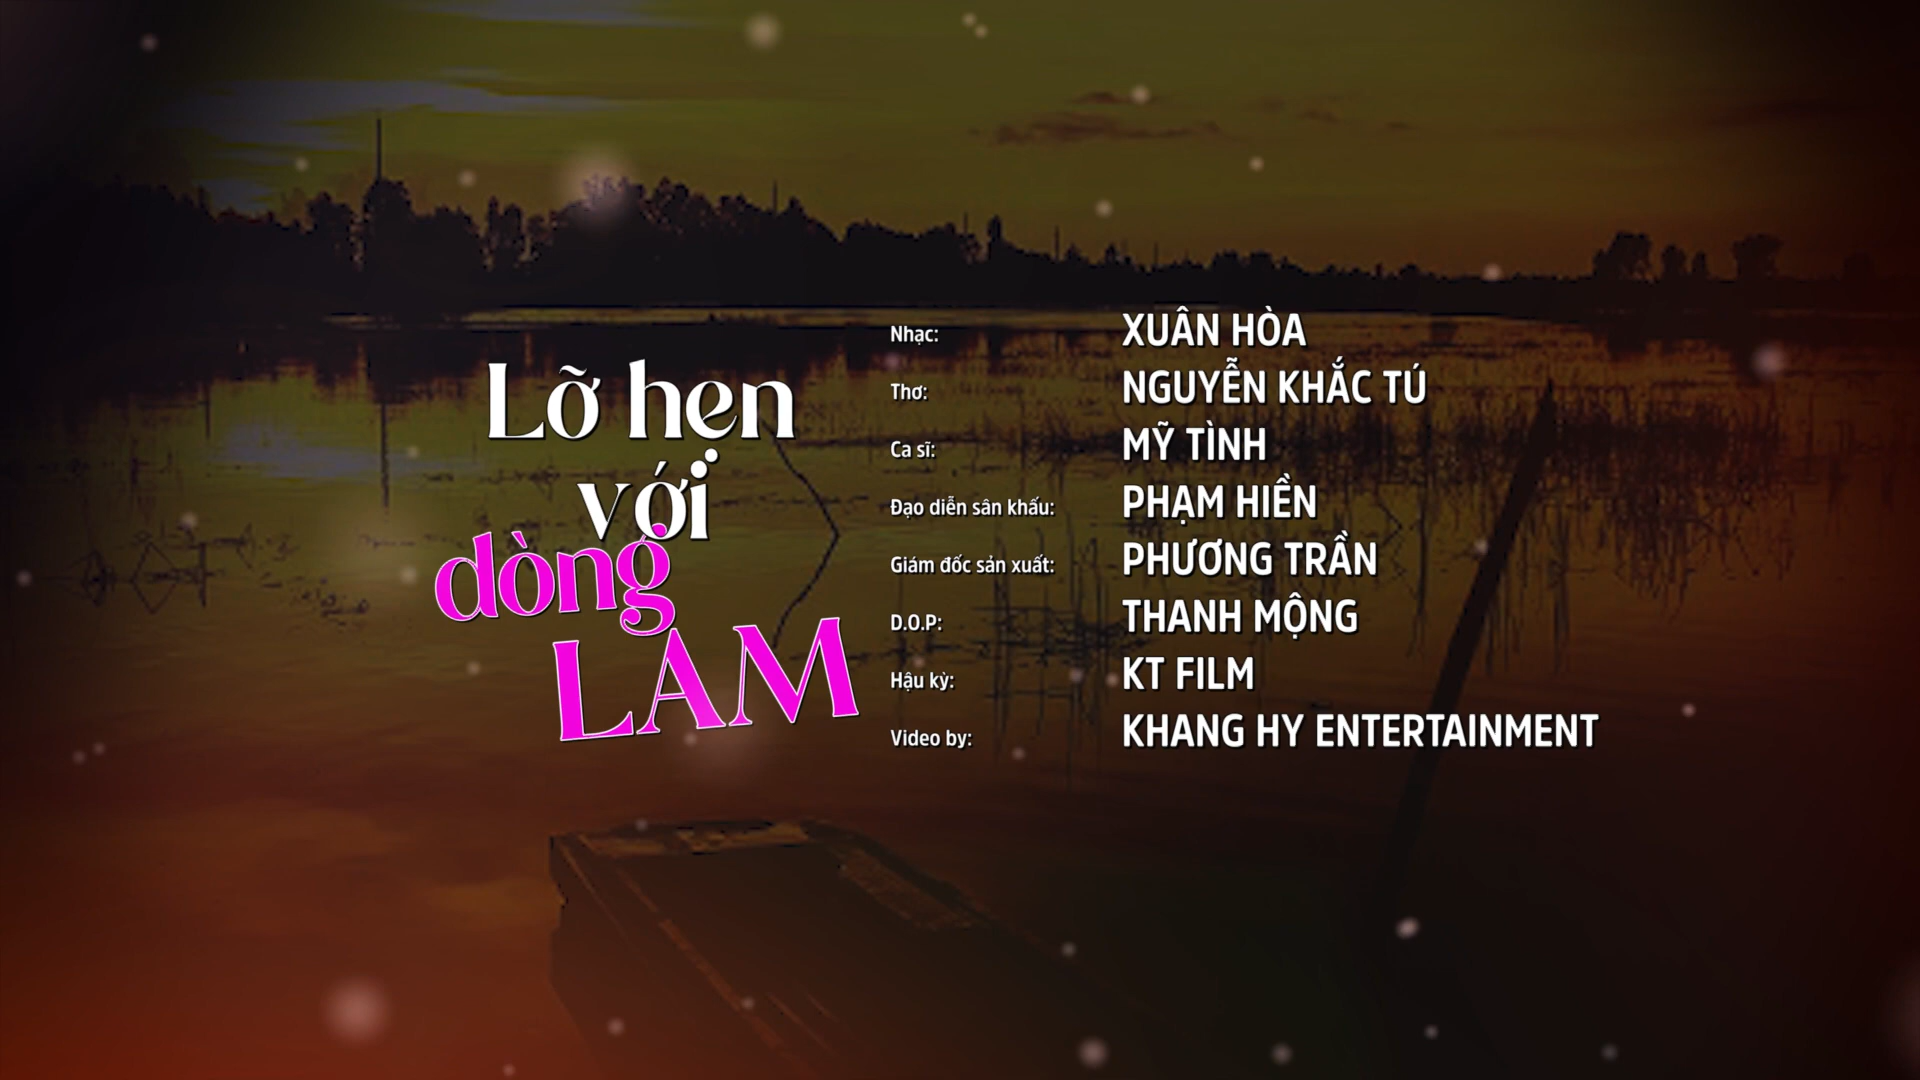 Lỡ hẹn
với
dòng
LAM
Nhạc: XUÂN HÒA
Thơ: NGUYỄN KHẮC TÚ
Ca sĩ: MỸ TÌNH
Đạo diễn sân khấu: PHẠM HIỀN
Giám đốc sản xuất: PHƯƠNG TRẦN
D.O.P: THANH MỘNG
Hậu kỳ: KT FILM
Video by: KHANG HY ENTERTAINMENT